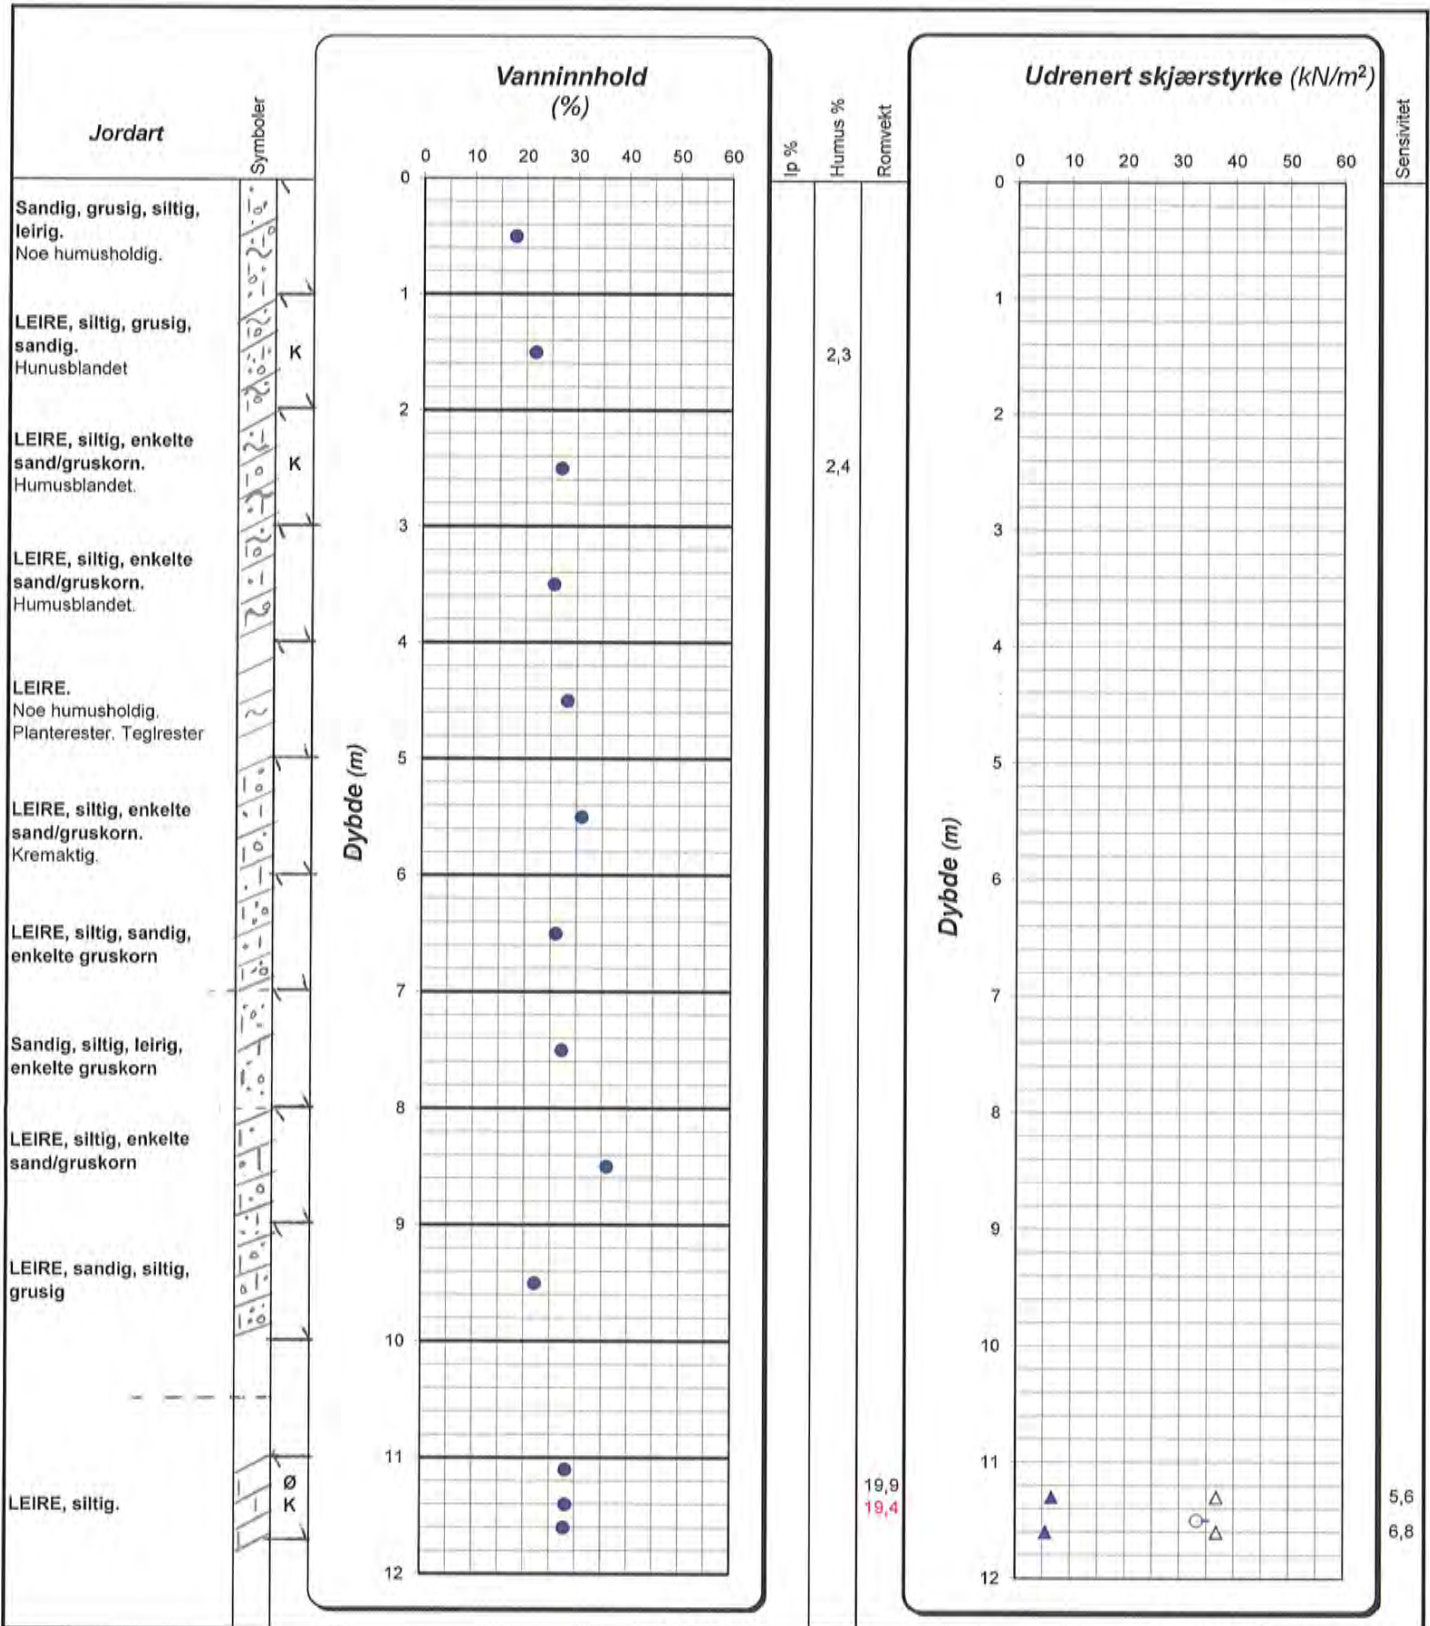 Jordart
Symboler
Vanninnhold
(%)
0 10 20 30 40 50 60
Ip %
Humus %
Romvekt
Udrenert skjærstyrke (kN/m²)
0 10 20 30 40 50 60
Sensivitet
Sandig, grusig, siltig,
leirig.
Noe humusholdig.
LEIRE, siltig, grusig,
sandig.
Hunusblandet
K
2,3
LEIRE, siltig, enkelte
sand/gruskorn.
Humusblandet.
K
2,4
LEIRE, siltig, enkelte
sand/gruskorn.
Humusblandet.
LEIRE.
Noe humusholdig.
Planterester. Teglrester
LEIRE, siltig, enkelte
sand/gruskorn.
Kremaktig.
LEIRE, siltig, sandig,
enkelte gruskorn
Sandig, siltig, leirig,
enkelte gruskorn
LEIRE, siltig, enkelte
sand/gruskorn
LEIRE, sandig, siltig,
grusig
LEIRE, siltig.
Ø
K
Dybde (m)
0
1
2
3
4
5
6
7
8
9
10
11
12
19,9
19,4
Dybde (m)
0
1
2
3
4
5
6
7
8
9
10
11
12
5,6
6,8